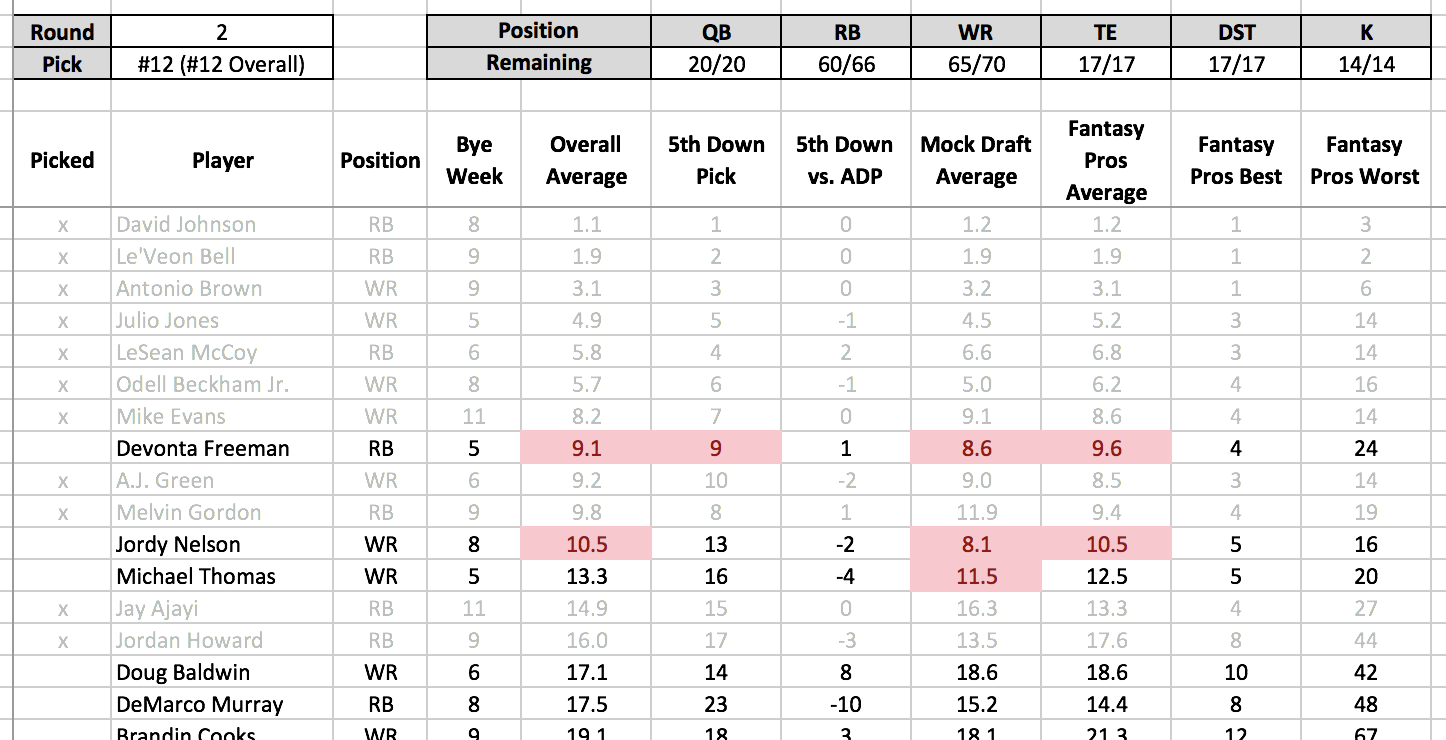 Round 2 Position QB RB WR TE DST K
Pick #12 (#12 Overall) Remaining 20/20 60/66 65/70 17/17 17/17 14/14
Picked Player Position Bye Week Overall Average 5th Down Pick 5th Down vs. ADP Mock Draft Average Fantasy Pros Average Fantasy Pros Best Fantasy Pros Worst
x David Johnson RB 8 1.1 1 0 1.2 1.2 1 3
x Le'Veon Bell RB 9 1.9 2 0 1.9 1.9 1 2
x Antonio Brown WR 9 3.1 3 0 3.2 3.1 1 6
x Julio Jones WR 5 4.9 5 -1 4.5 5.2 3 14
x LeSean McCoy RB 6 5.8 4 2 6.6 6.8 3 14
x Odell Beckham Jr. WR 8 5.7 6 -1 5.0 6.2 4 16
x Mike Evans WR 11 8.2 7 0 9.1 8.6 4 14
Devonta Freeman RB 5 9.1 9 1 8.6 9.6 4 24
x A.J. Green WR 6 9.2 10 -2 9.0 8.5 3 14
x Melvin Gordon RB 9 9.8 8 1 11.9 9.4 4 19
Jordy Nelson WR 8 10.5 13 -2 8.1 10.5 5 16
Michael Thomas WR 5 13.3 16 -4 11.5 12.5 5 20
x Jay Ajayi RB 11 14.9 15 0 16.3 13.3 4 27
x Jordan Howard RB 9 16.0 17 -3 13.5 17.6 8 44
Doug Baldwin WR 6 17.1 14 8 18.6 18.6 10 42
DeMarco Murray RB 8 17.5 23 -10 15.2 14.4 8 48
Brandin Cooks WR 9 19.1 18 3 18.1 21.3 12 67